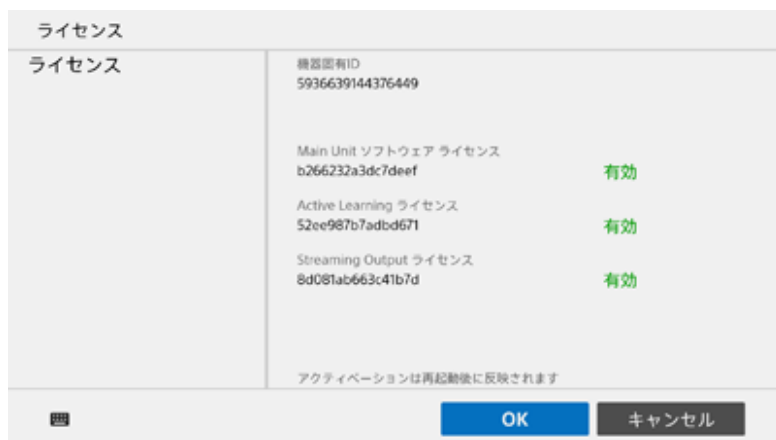 ライセンス
ライセンス
機器固有ID
5936639144376449
Main Unit ソフトウェア ライセンス
b266232a3dc7deef 有効
Active Learning ライセンス
52ee987b7adbd671 有効
Streaming Output ライセンス
8d081ab663c41b7d 有効
アクティベーションは再起動後に反映されます
OK キャンセル